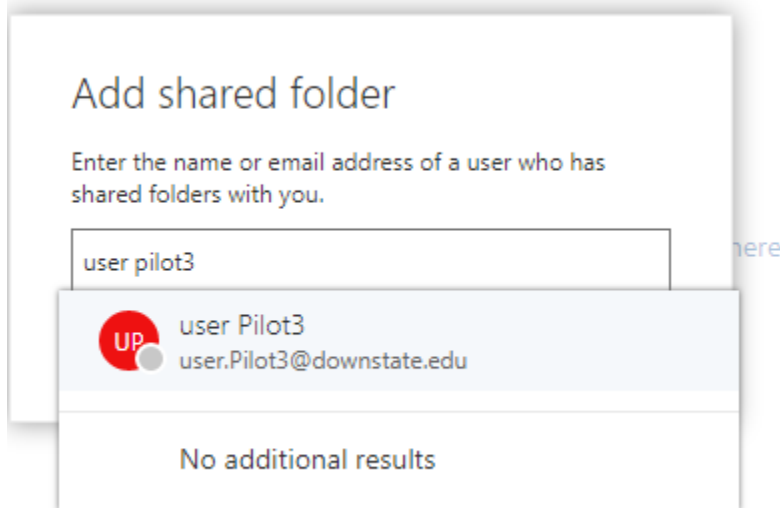 Add shared folder
Enter the name or email address of a user who has
shared folders with you.
user pilot3
UP
user Pilot3
user.Pilot3@downstate.edu
No additional results